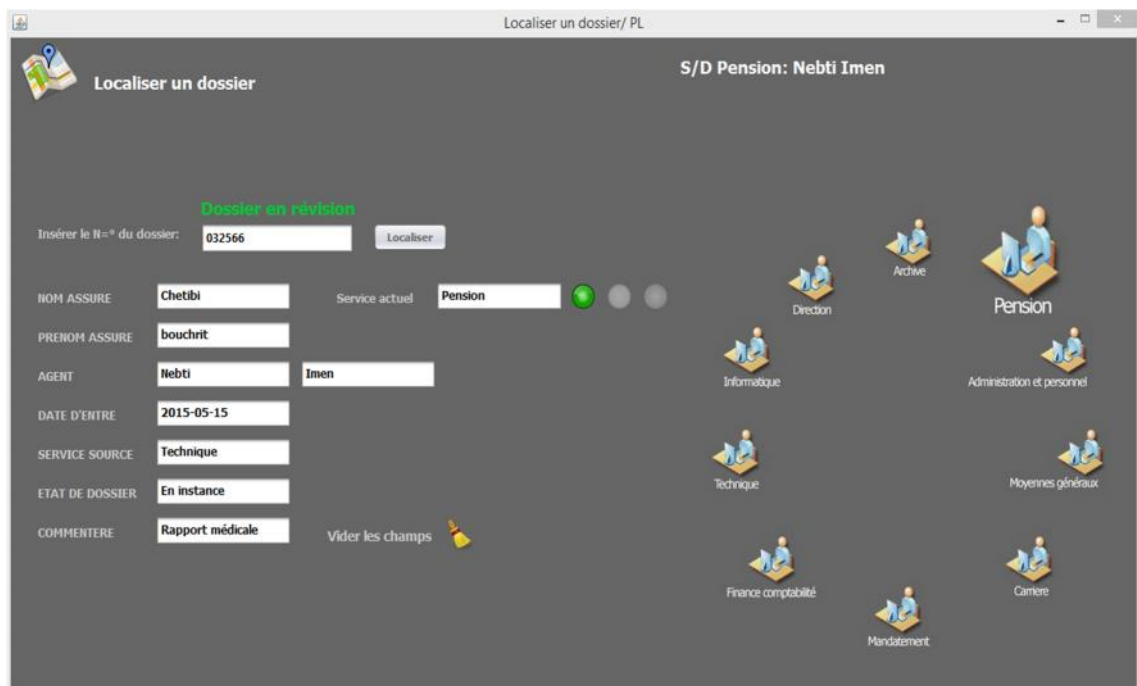 Localiser un dossier/ PL
Localiser un dossier
S/D Pension: Nebti Imen
Dossier en révision
Insérer le N=° du dossier: 032566 Localiser
NOM ASSURE Chetibi Service actuel Pension
PRENOM ASSURE bouchrit
AGENT Nebti Imen
DATE D'ENTRE 2015-05-15
SERVICE SOURCE Technique
ETAT DE DOSSIER En instance
COMMENTERE Rapport médicale Vider les champs
Archive
Pension
Direction
Informatique
Administration et personnel
Technique
Moyennes généraux
Finance comptabilité
Carriere
Mandatement